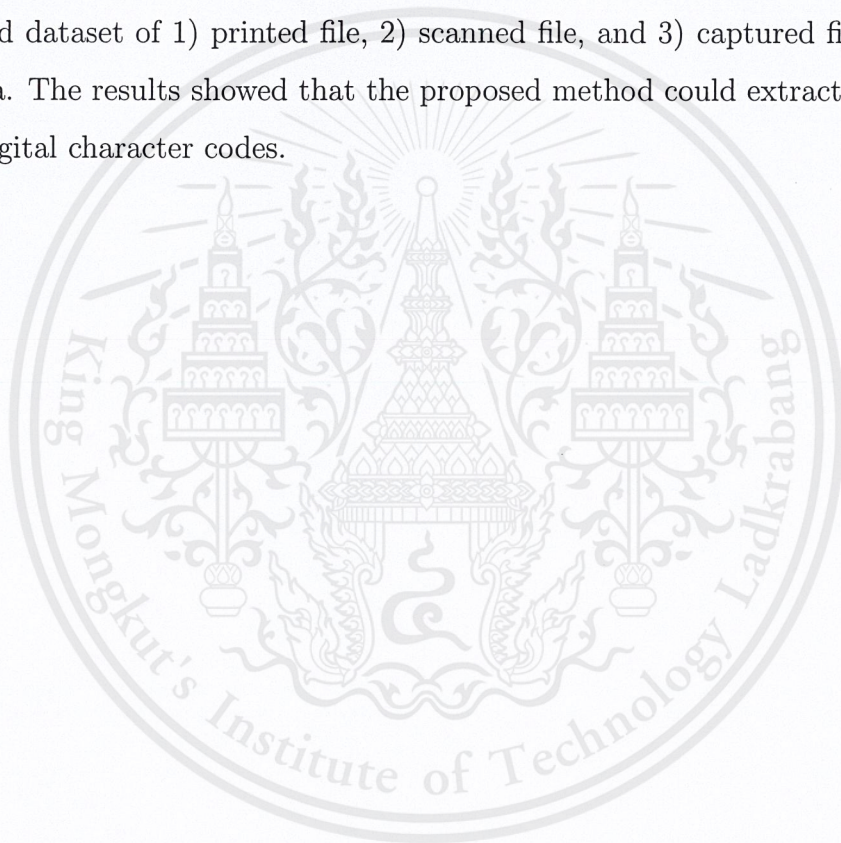 d dataset of 1) printed file, 2) scanned file, and 3) captured fi
a. The results showed that the proposed method could extract
gital character codes.
King Mongkut's Institute of Technology Ladkrabang